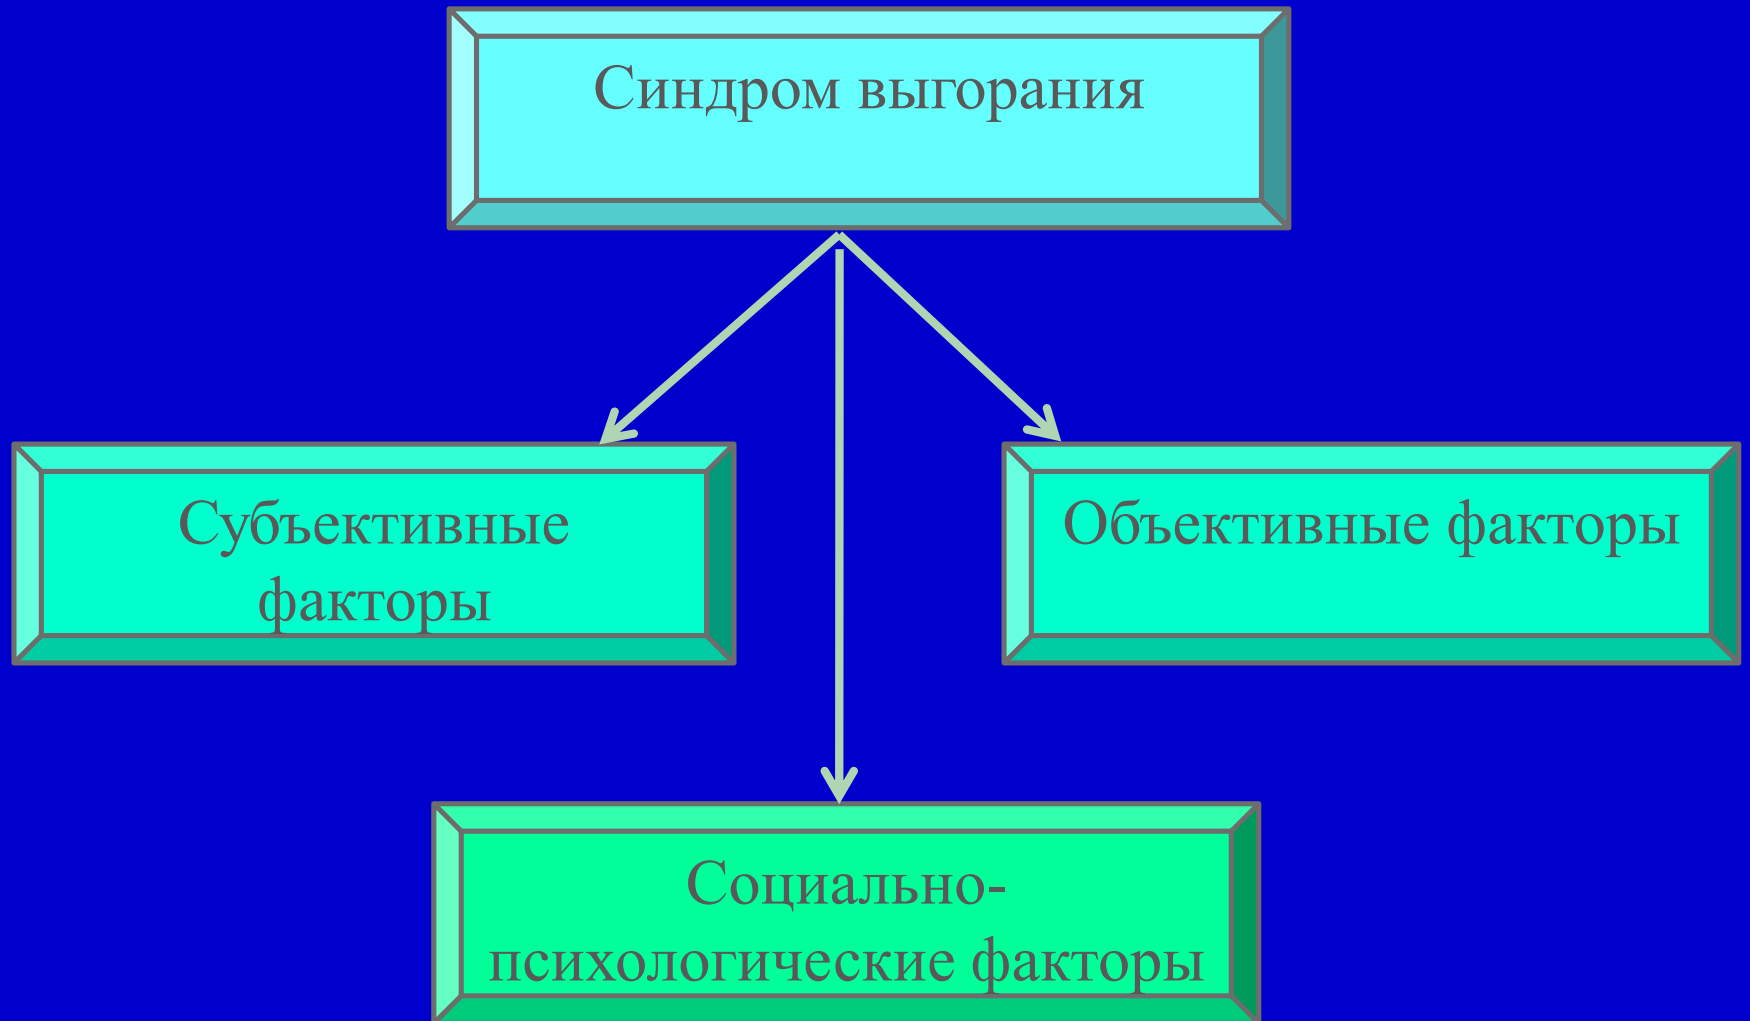 Синдром выгорания
Субъективные
факторы
Объективные факторы
Социально-
психологические факторы